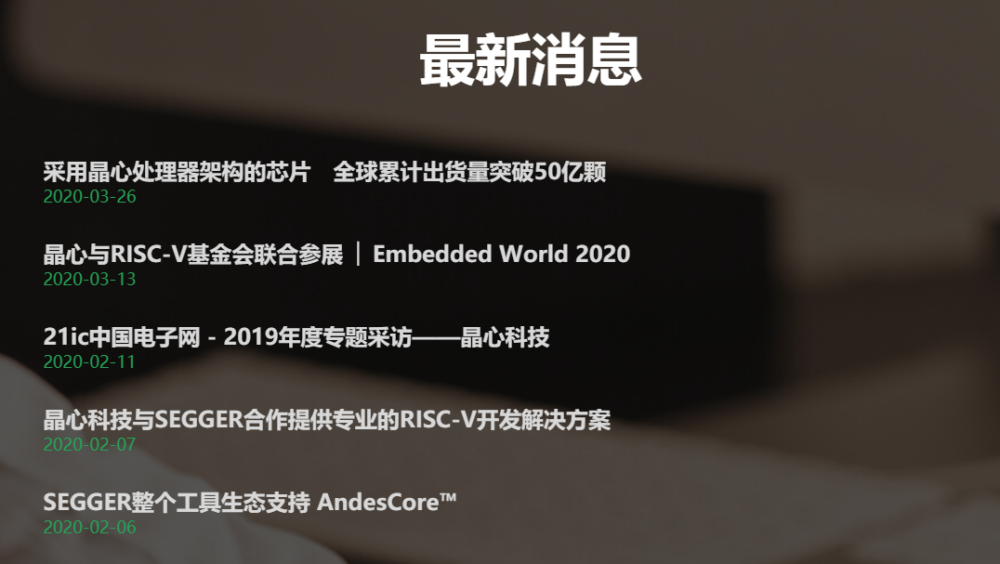 最新消息
采用晶心处理器架构的芯片　全球累计出货量突破50亿颗
2020-03-26
晶心与RISC-V基金会联合参展│Embedded World 2020
2020-03-13
21ic中国电子网 - 2019年度专题采访——晶心科技
2020-02-11
晶心科技与SEGGER合作提供专业的RISC-V开发解决方案
2020-02-07
SEGGER整个工具生态支持 AndesCore™
2020-02-06